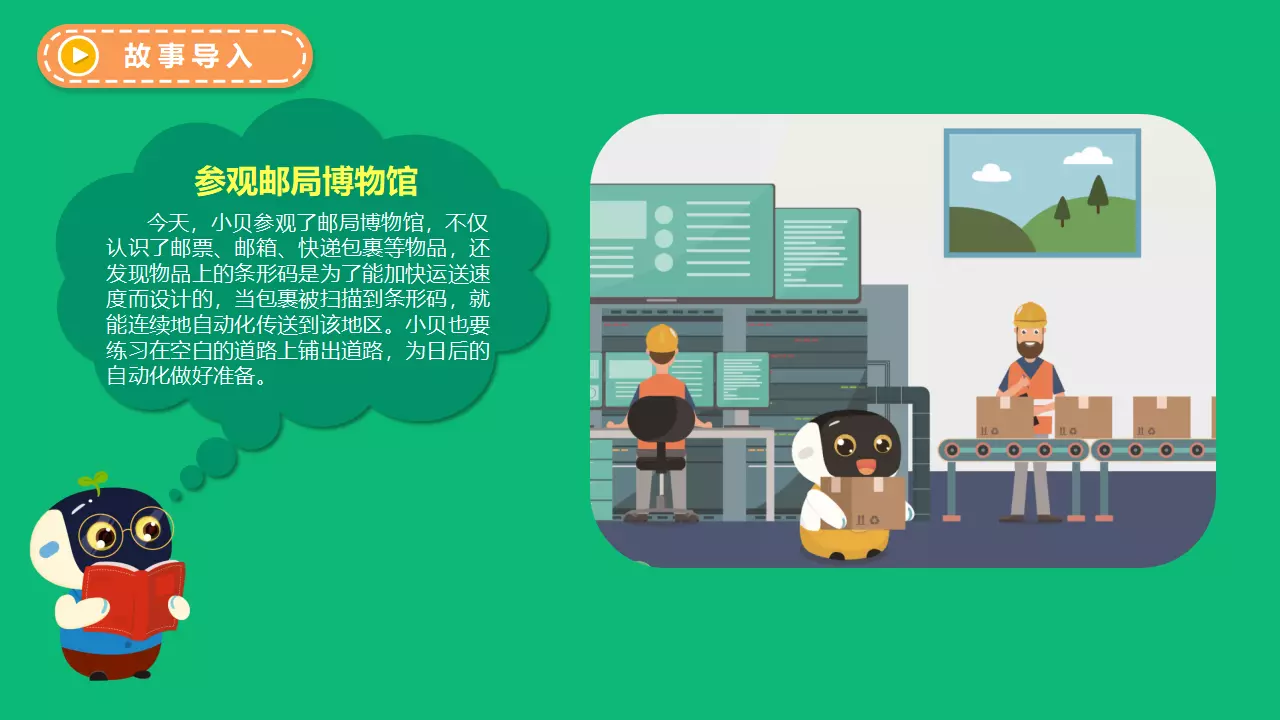 故事导入
参观邮局博物馆
今天，小贝参观了邮局博物馆，不仅
认识了邮票、邮箱、快递包裹等物品，还
发现物品上的条形码是为了能加快运送速
度而设计的，当包裹被扫描到条形码，就
能连续地自动化传送到该地区。小贝也要
练习在空白的道路上铺出道路，为日后的
自动化做好准备。